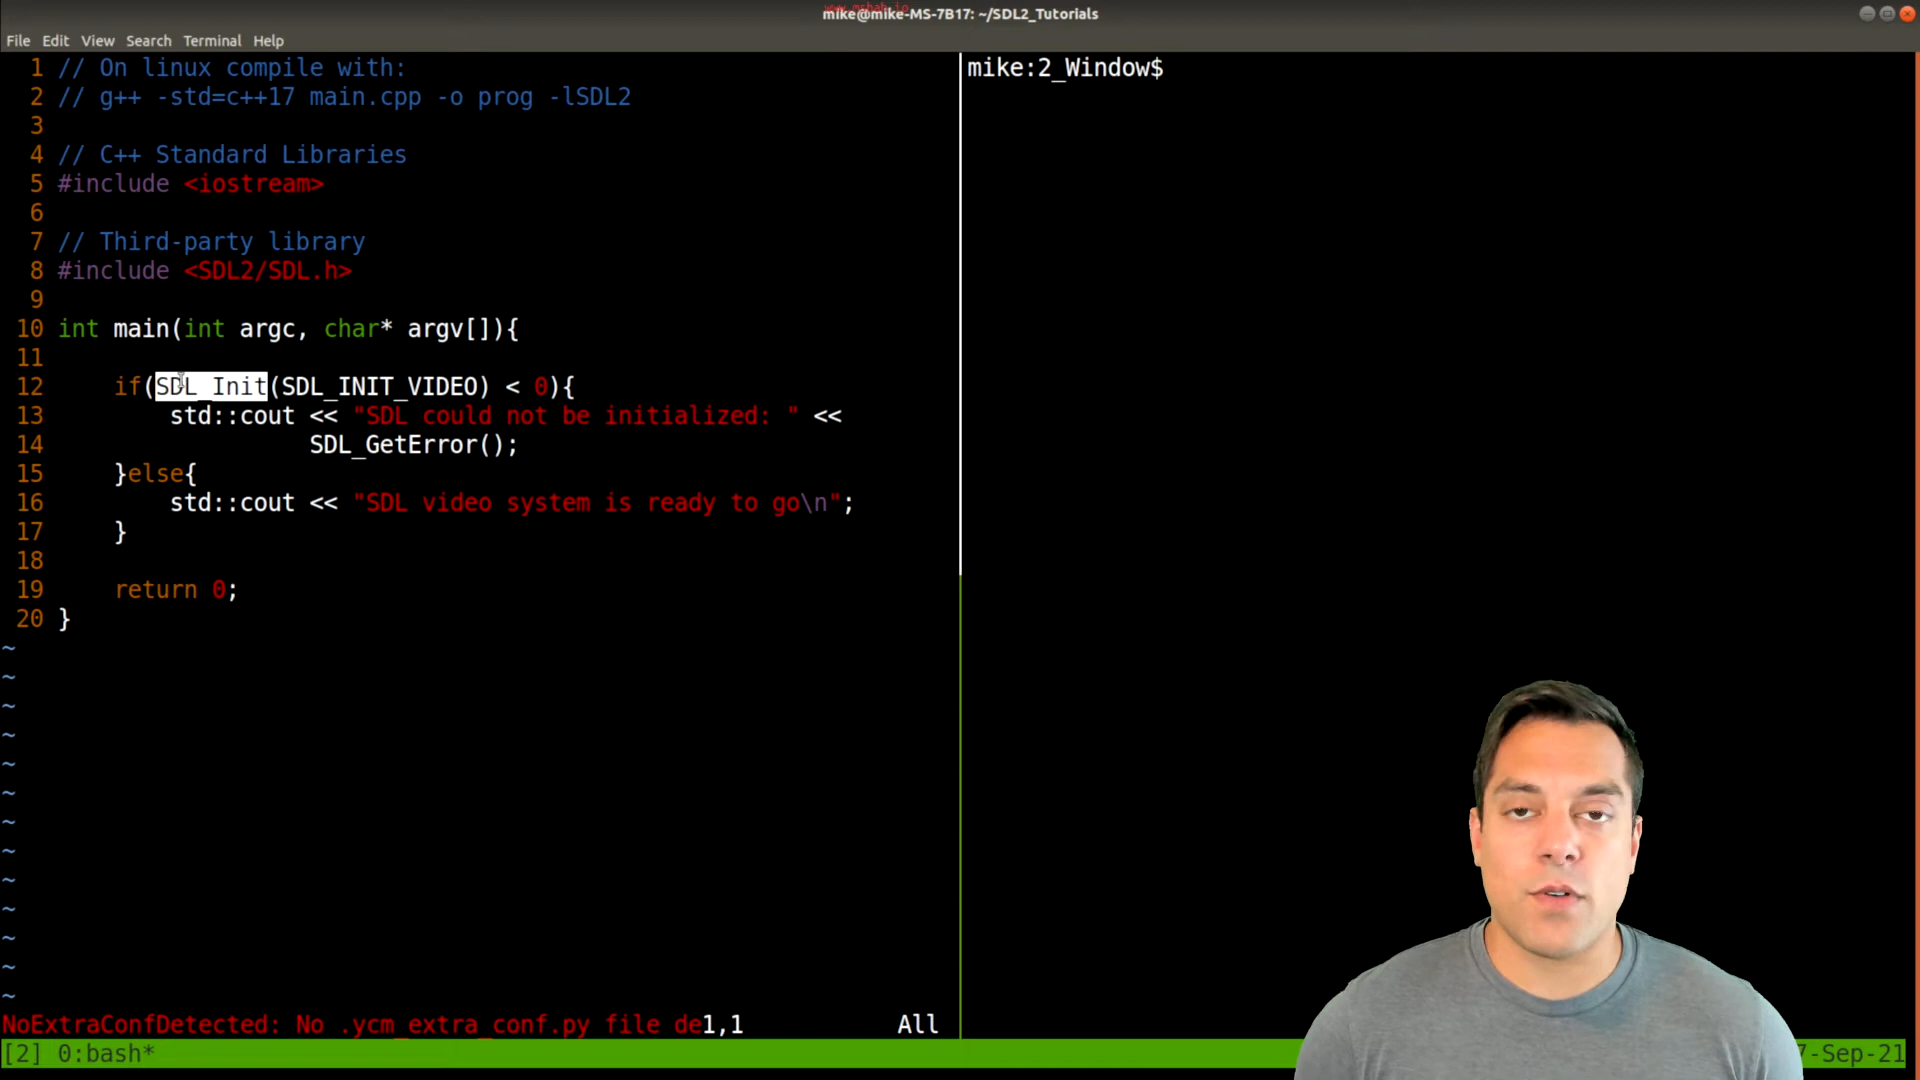 mike@mike-MS-7B17: ~/SDL2_Tutorials
File Edit View Search Terminal Help
1 // On linux compile with:
2 // g++ -std=c++17 main.cpp -o prog -lSDL2
3
4 // C++ Standard Libraries
5 #include <iostream>
6
7 // Third-party library
8 #include <SDL2/SDL.h>
9
10 int main(int argc, char* argv[]){
11
12 if(SDL_Init(SDL_INIT_VIDEO) < 0){
13 std::cout << "SDL could not be initialized: " <<
14 SDL_GetError();
15 }else{
16 std::cout << "SDL video system is ready to go\n";
17 }
18
19 return 0;
20 }
~
~
~
~
~
~
~
~
~
~
~
~
~
NoExtraConfDetected: No .ycm_extra_conf.py file de1,1 All
mike:2_Window$
[2] 0:bash*
7-Sep-21